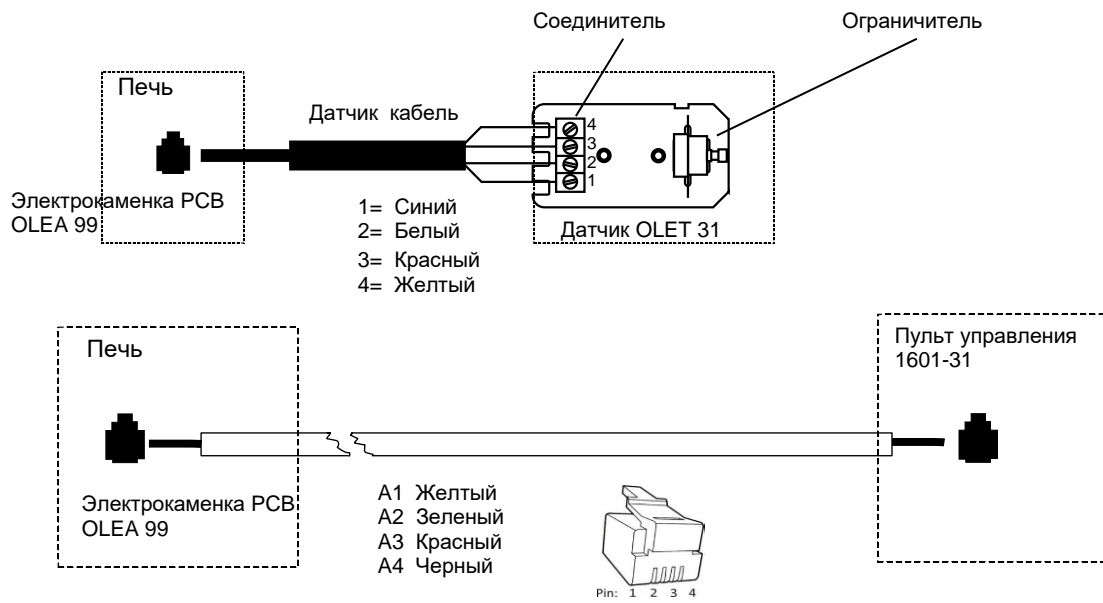 Соединитель
Ограничитель
Печь
Датчик кабель
4
3
2
1
Электрокаменка PCB
OLEA 99
1= Синий
2= Белый
3= Красный
4= Желтый
Датчик OLET 31
Печь
Пульт управления
1601-31
Электрокаменка PCB
OLEA 99
A1 Желтый
A2 Зеленый
A3 Красный
A4 Черный
Pin: 1 2 3 4